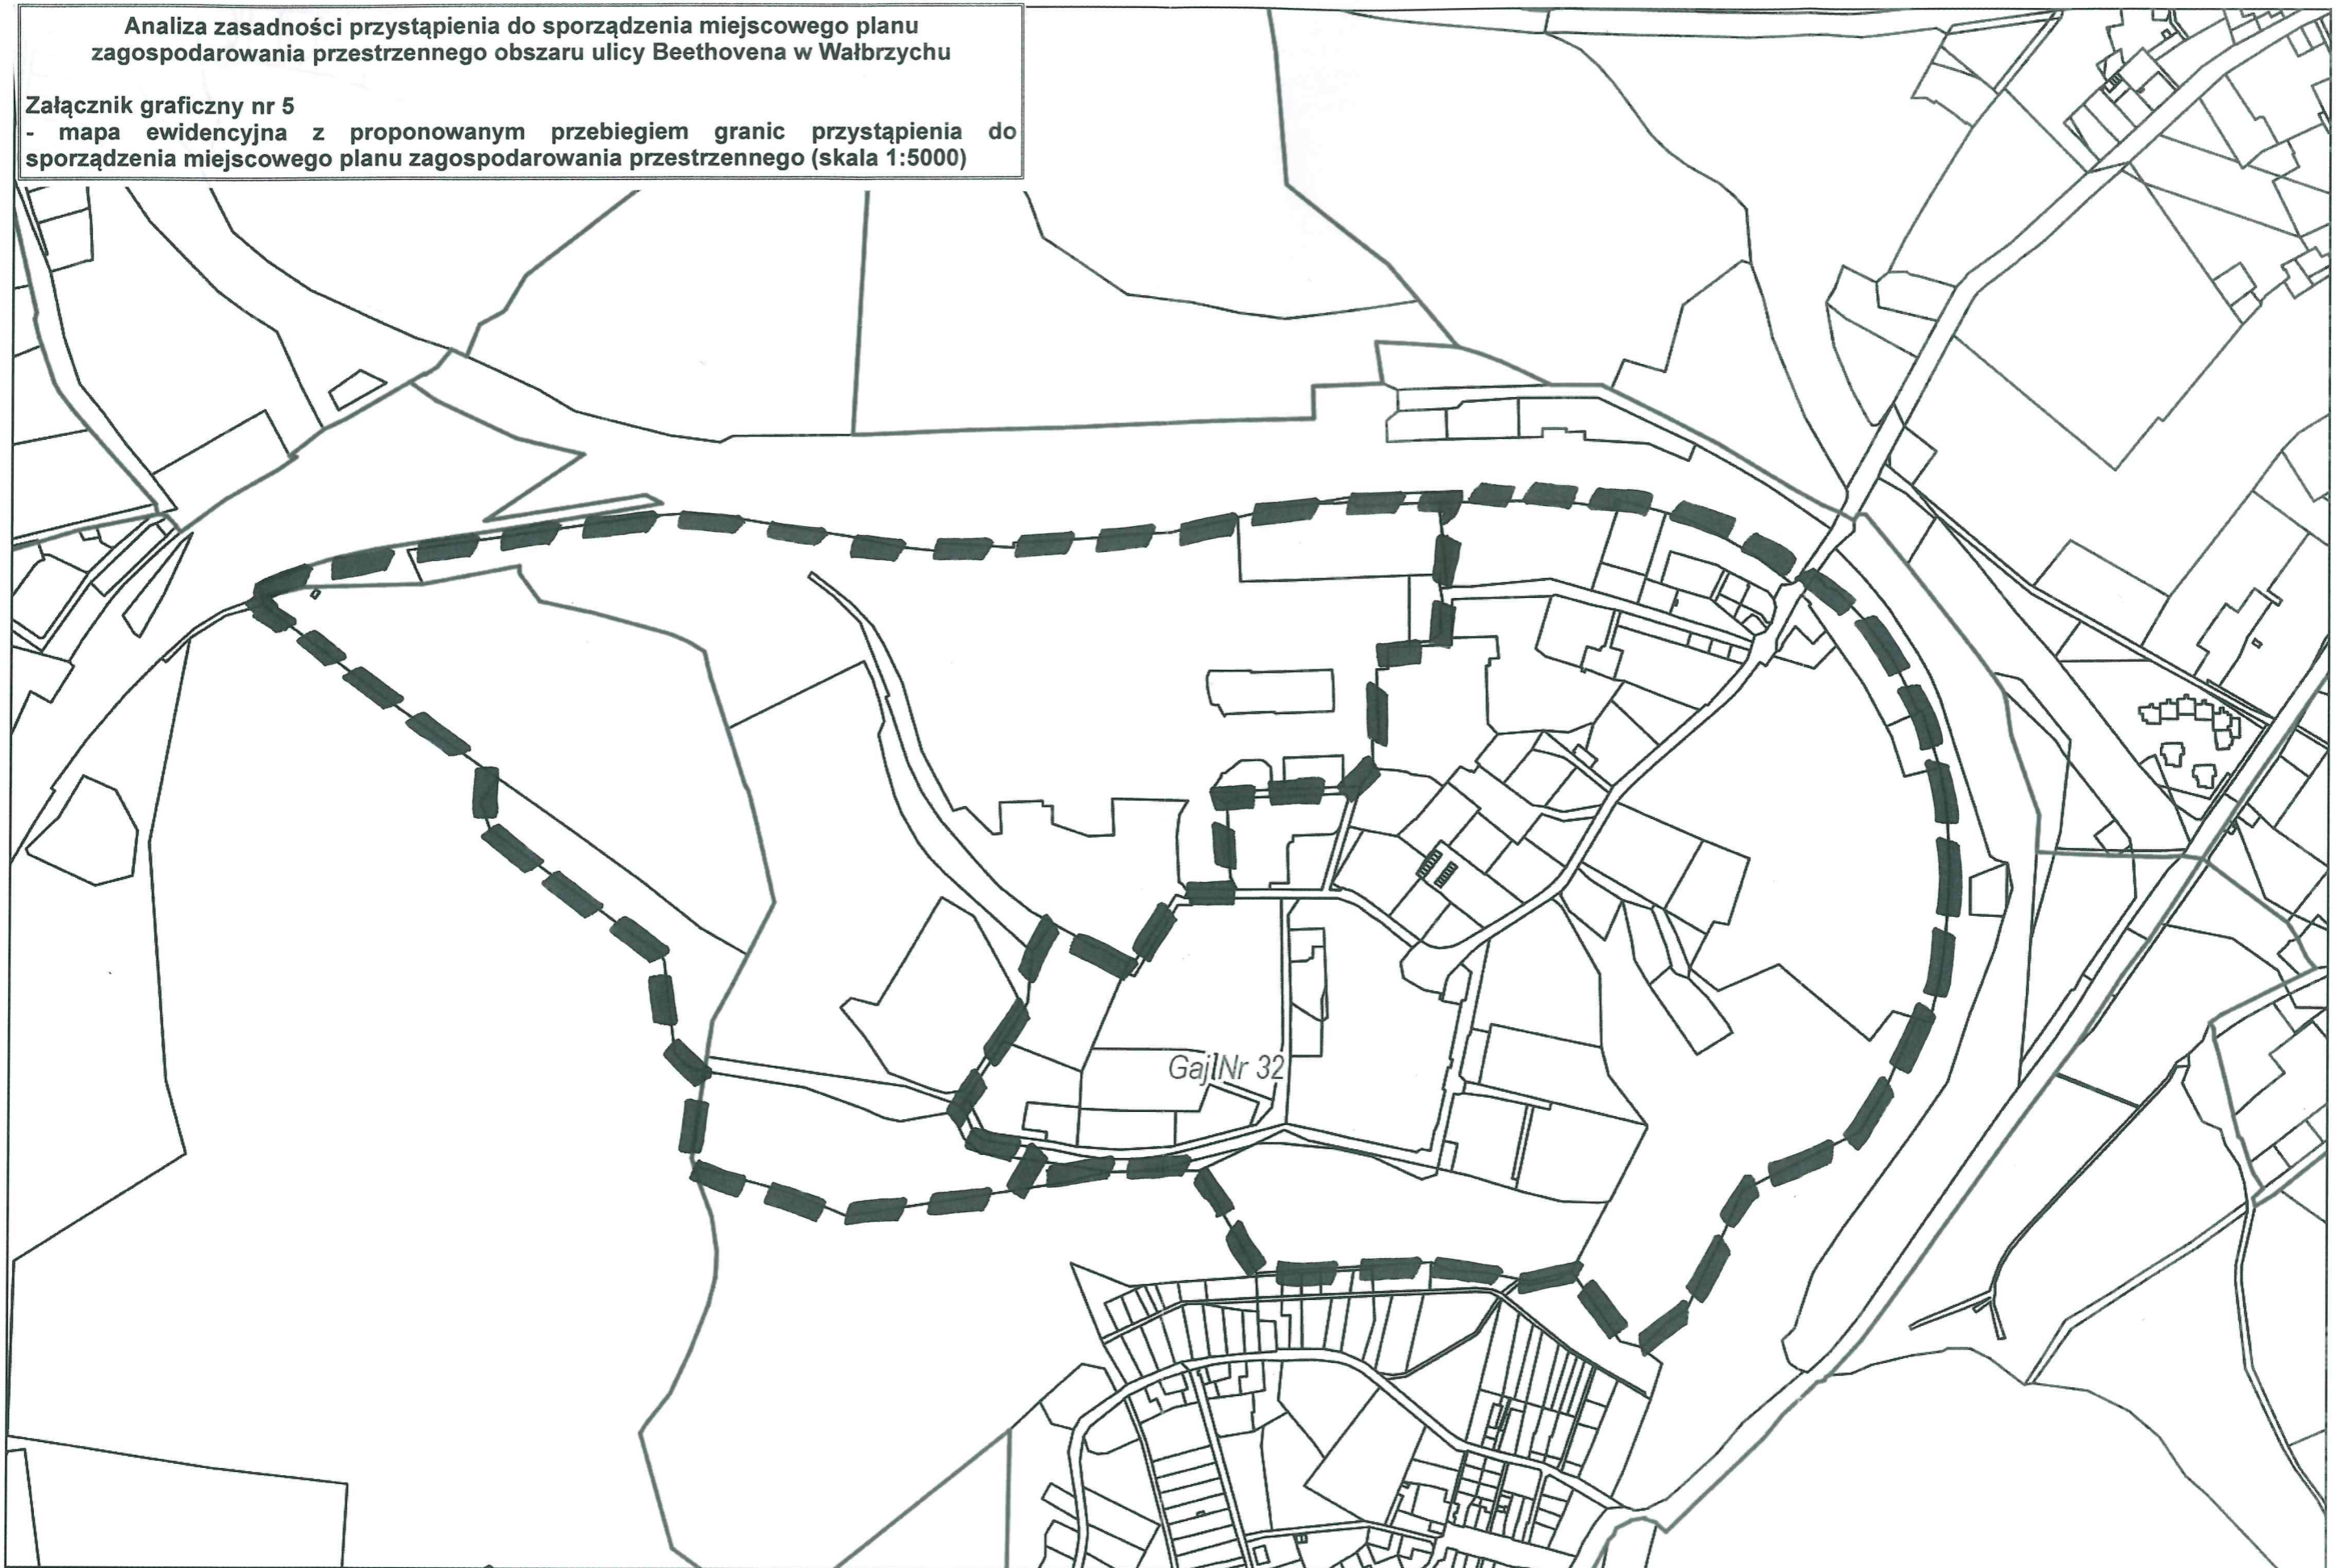 Analiza zasadności przystąpienia do sporządzenia miejscowego planu
zagospodarowania przestrzennego obszaru ulicy Beethovena w Wałbrzychu
Załącznik graficzny nr 5
- mapa ewidencyjna z proponowanym przebiegiem granic przystąpienia do
sporządzenia miejscowego planu zagospodarowania przestrzennego (skala 1:5000)
Gaj Nr 32